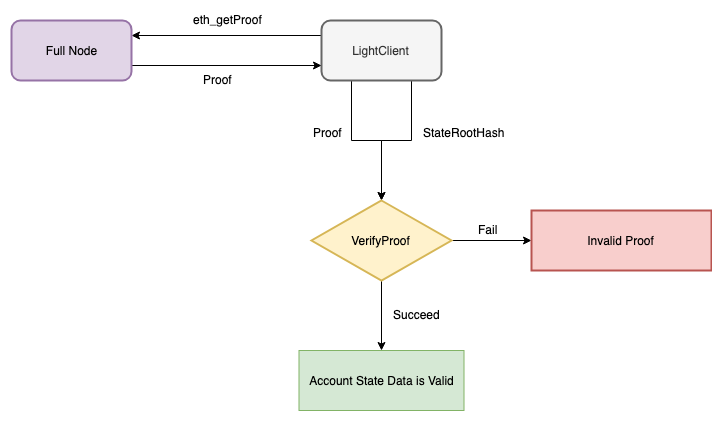 eth_getProof
Full Node
LightClient
Proof
Proof
StateRootHash
VerifyProof
Fail
Invalid Proof
Succeed
Account State Data is Valid